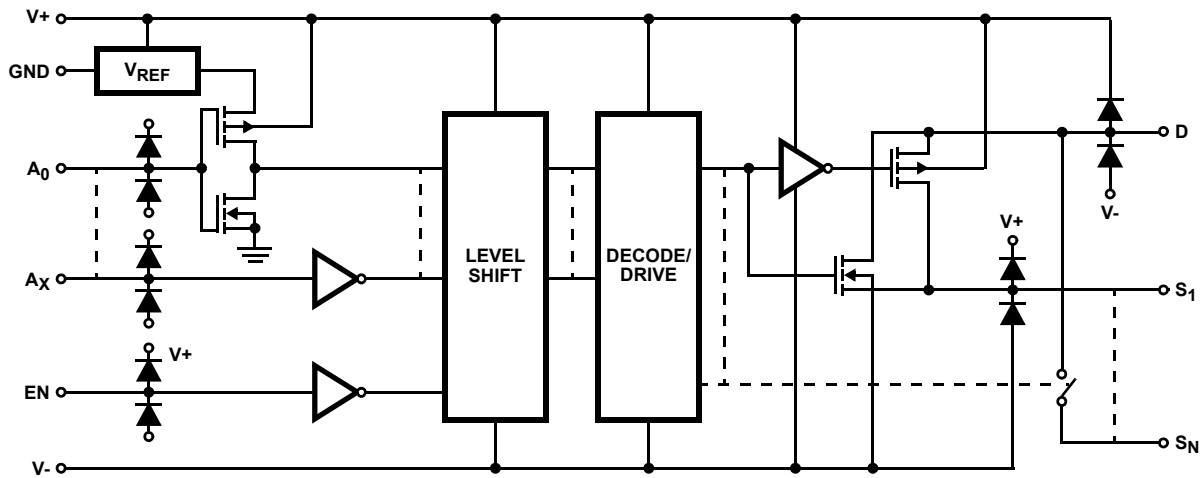 V+
GND
VREF
A0
AX
EN
V+
V-
LEVEL
SHIFT
DECODE/
DRIVE
D
V-
V+
S1
SN